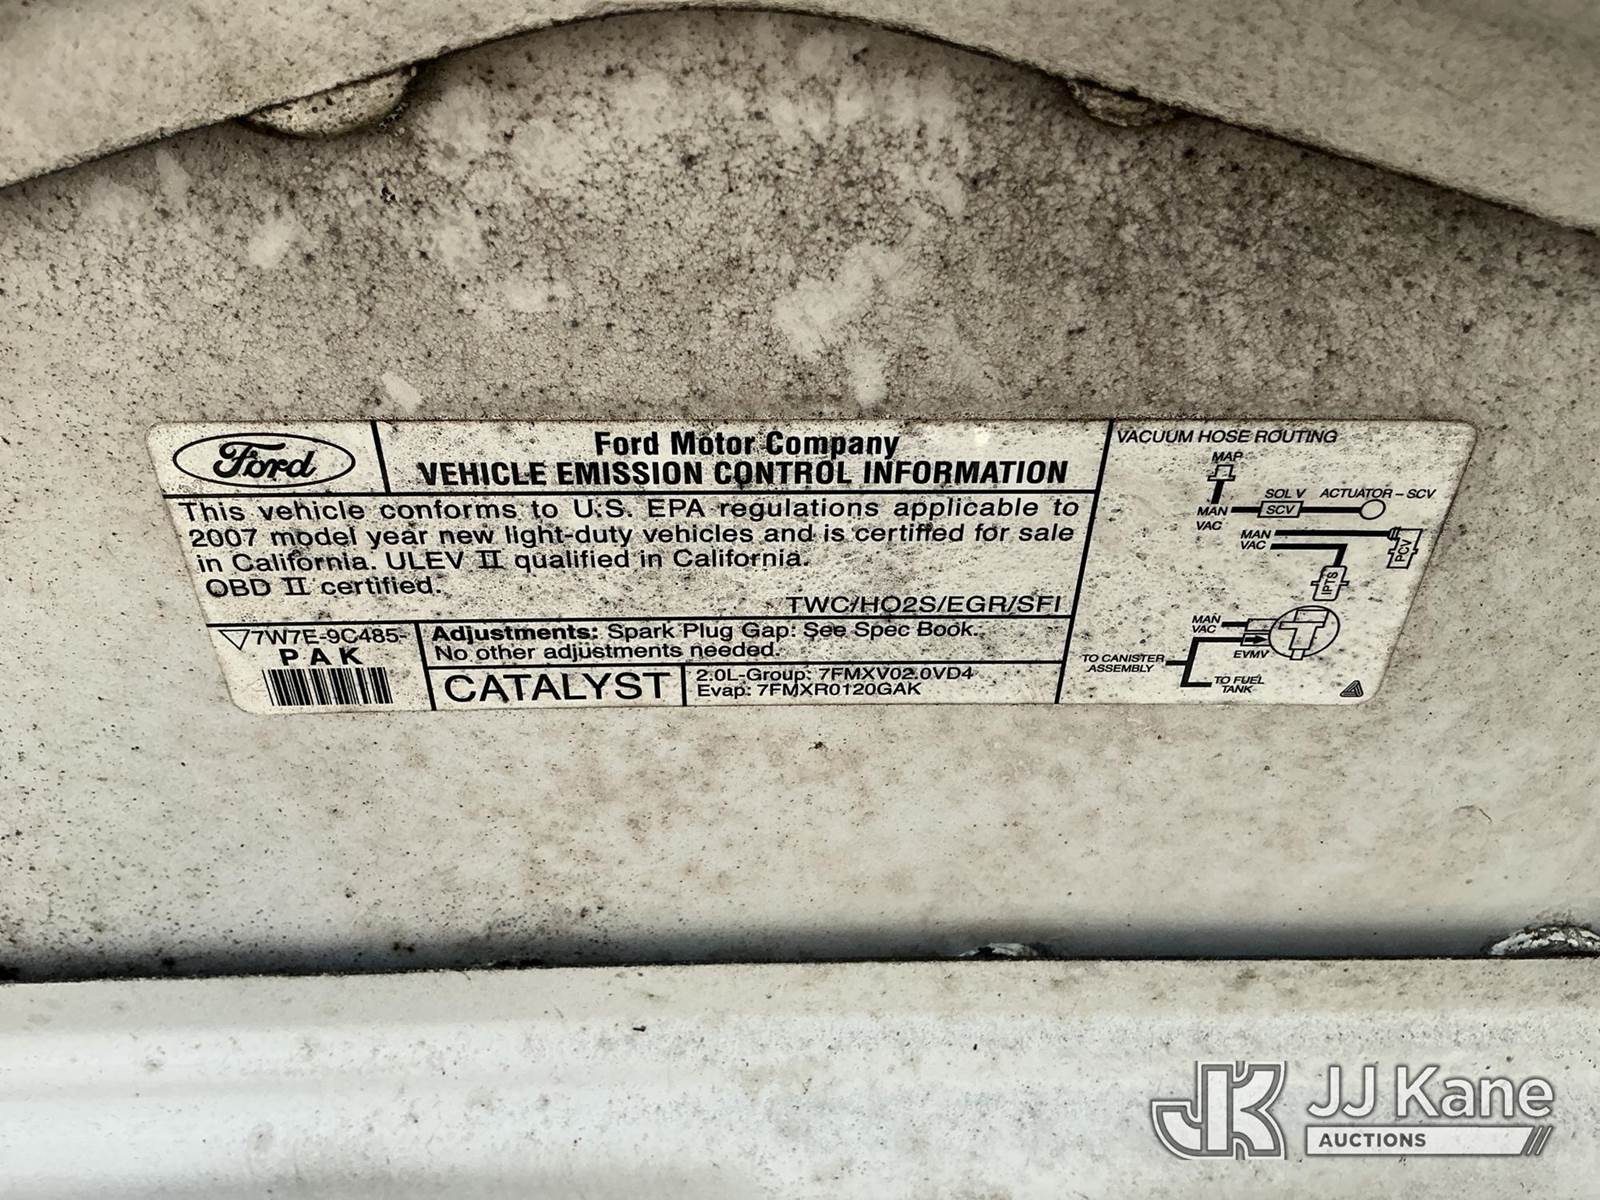 Ford
Ford Motor Company
VEHICLE EMISSION CONTROL INFORMATION
This vehicle conforms to U.S. EPA regulations applicable to
2007 model year new light-duty vehicles and is certified for sale
in California. ULEV II qualified in California.
OBD II certified.
TWC/HO2S/EGR/SFI
7W7E-9C485-
PAK
Adjustments: Spark Plug Gap: See Spec Book.
No other adjustments needed.
CATALYST
2.0L-Group: 7FMXV02.0VD4
Evap: 7FMXR0120GAK
VACUUM HOSE ROUTING
MAP
SOL V ACTUATOR-SCV
MAN
VAC
SCV
MAN
VAC
PCV
IPTS
MAN
VAC
EVMV
TO CANISTER
ASSEMBLY
TO FUEL
TANK
JK JJ Kane
AUCTIONS